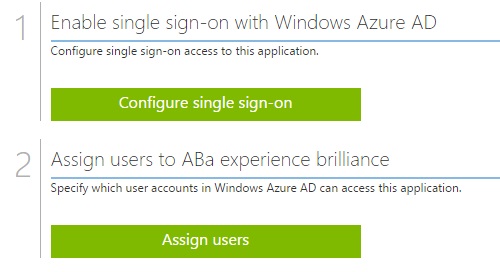 1
Enable single sign-on with Windows Azure AD
Configure single sign-on access to this application.
Configure single sign-on
2
Assign users to ABa experience brilliance
Specify which user accounts in Windows Azure AD can access this application.
Assign users